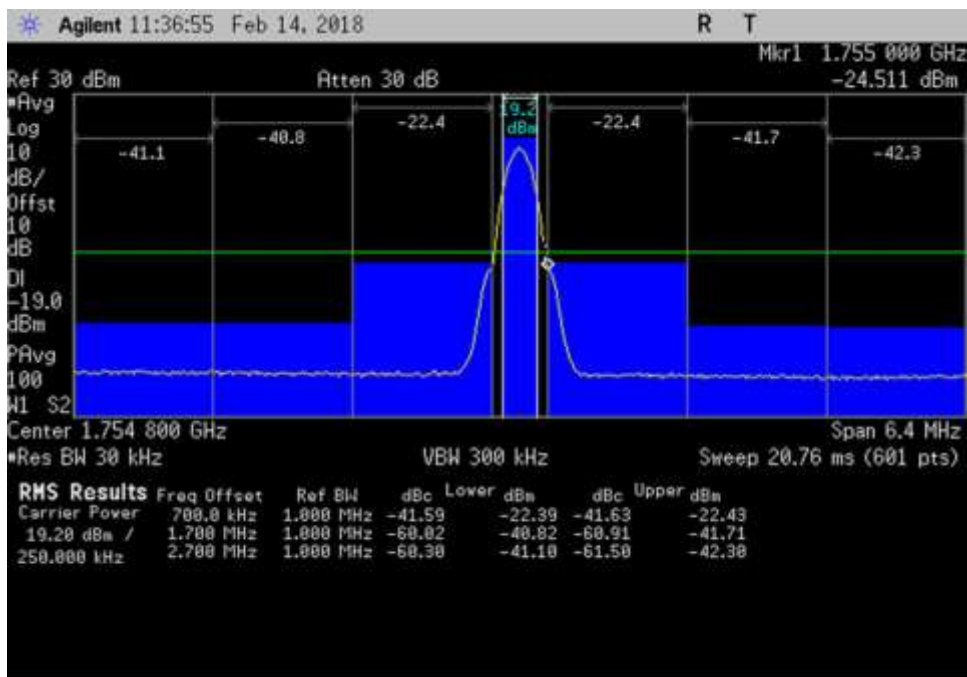 Agilent 11:36:55 Feb 14, 2018 R T
Mkr1 1.755 000 GHz
Ref 30 dBm Atten 30 dB -24.511 dBm
#Avg
Log
10
dB/
Offst
10
dB
DI
-19.0
dBm
PAvg
100
W1 S2
-41.1 -40.8 -22.4 19.2 dBm -22.4 -41.7 -42.3
Center 1.754 800 GHz Span 6.4 MHz
#Res BW 30 kHz VBW 300 kHz Sweep 20.76 ms (601 pts)
RMS Results Freq Offset Ref BW dBc Lower dBm dBc Upper dBm
Carrier Power 700.0 kHz 1.000 MHz -41.59 -22.39 -41.63 -22.43
19.20 dBm / 1.700 MHz 1.000 MHz -60.02 -40.82 -60.91 -41.71
250.000 kHz 2.700 MHz 1.000 MHz -60.30 -41.10 -61.50 -42.30